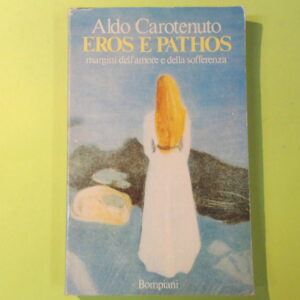 Aldo Carotenuto
EROS E PATHOS
margini dell'amore e della sofferenza
Bompiani